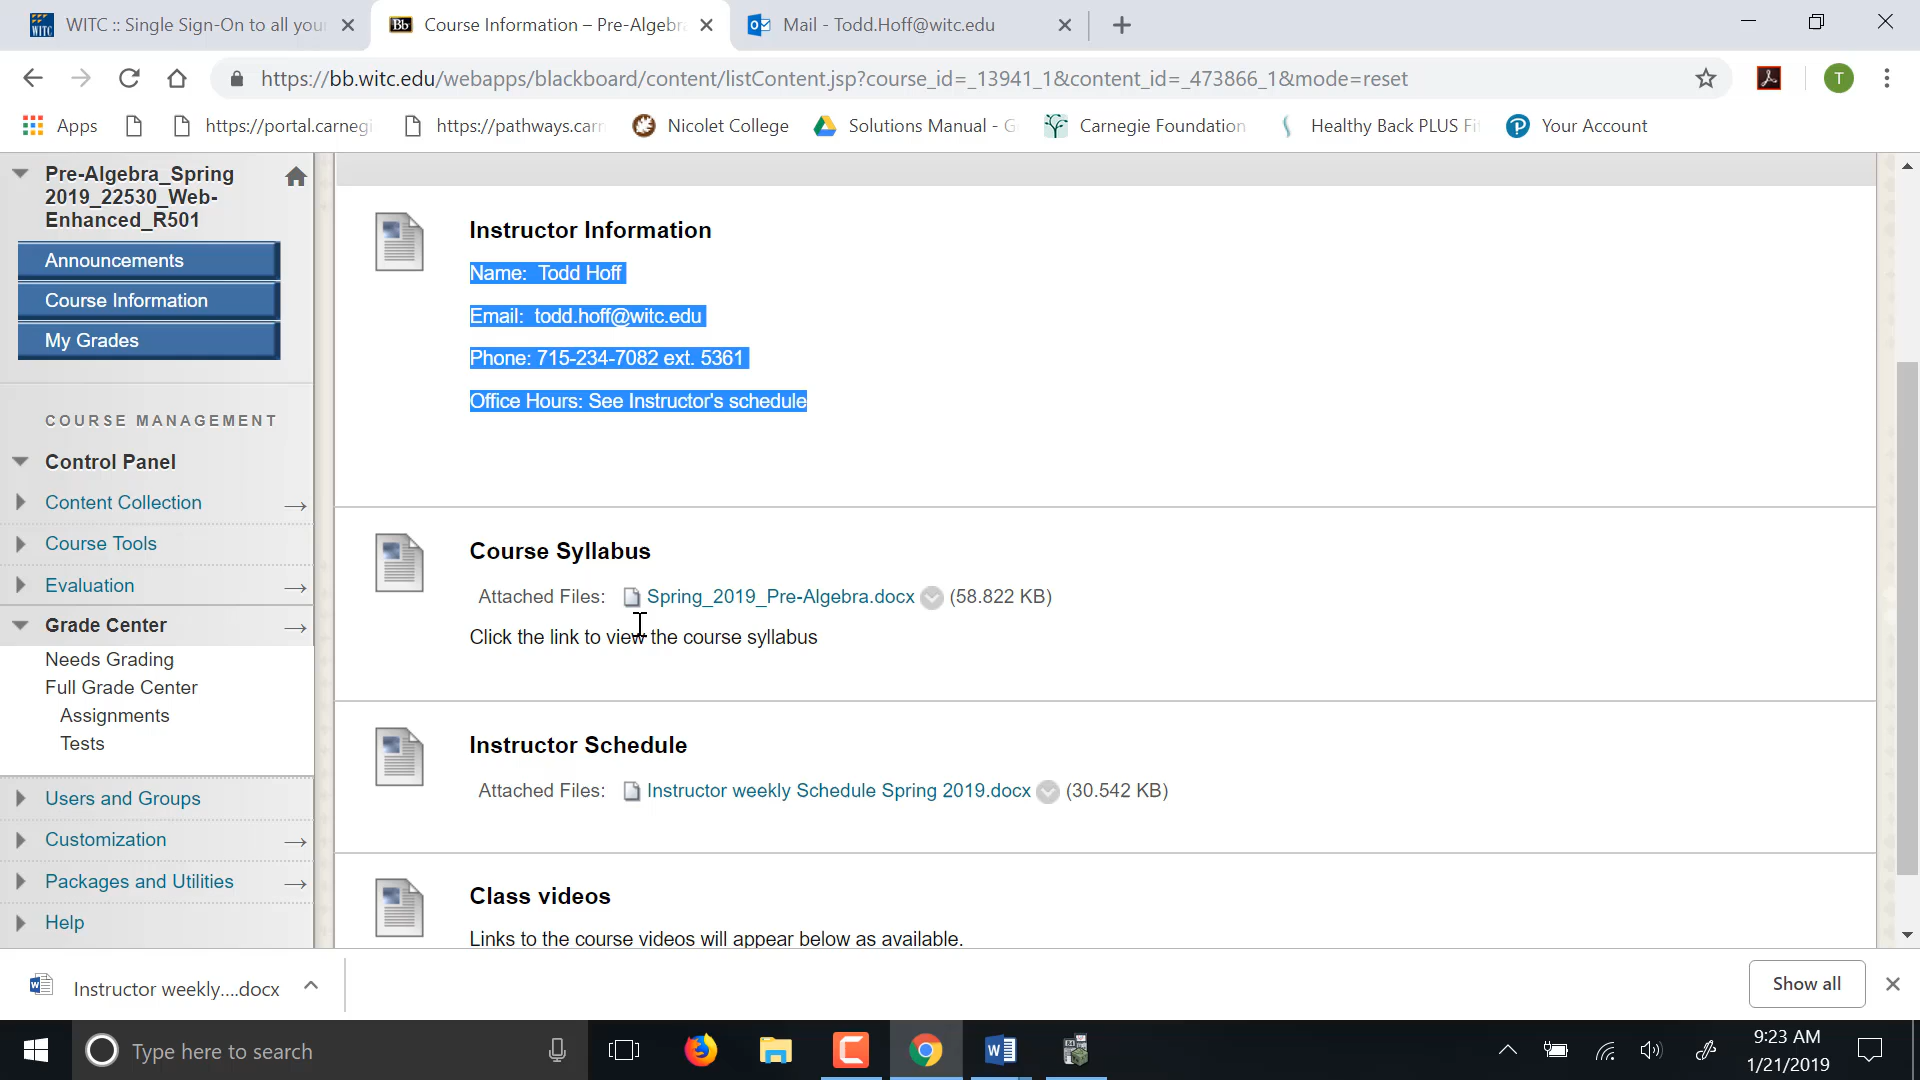 WITC :: Single Sign-On to all your
Course Information – Pre-Algebra
Mail - Todd.Hoff@witc.edu
https://bb.witc.edu/webapps/blackboard/content/listContent.jsp?course_id=_13941_1&content_id=_473866_1&mode=reset
T
Apps
https://portal.carnegi
https://pathways.carn
Nicolet College
Solutions Manual - G
Carnegie Foundation
Healthy Back PLUS Fi
Your Account
Pre-Algebra_Spring
2019_22530_Web-
Enhanced_R501
Announcements
Course Information
My Grades
COURSE MANAGEMENT
Control Panel
Content Collection
Course Tools
Evaluation
Grade Center
Needs Grading
Full Grade Center
Assignments
Tests
Users and Groups
Customization
Packages and Utilities
Help
Instructor Information
Name: Todd Hoff
Email: todd.hoff@witc.edu
Phone: 715-234-7082 ext. 5361
Office Hours: See Instructor's schedule
Course Syllabus
Attached Files: Spring_2019_Pre-Algebra.docx (58.822 KB)
Click the link to view the course syllabus
Instructor Schedule
Attached Files: Instructor weekly Schedule Spring 2019.docx (30.542 KB)
Class videos
Links to the course videos will appear below as available.
Instructor weekly....docx
Show all
Type here to search
9:23 AM
1/21/2019